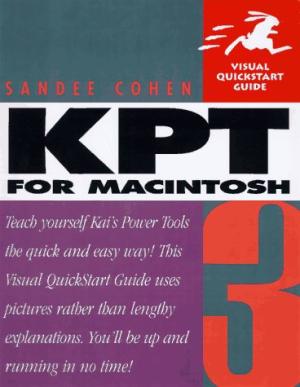 VISUAL
QUICKSTART
GUIDE
SANDEE COHEN
KPT
FOR MACINTOSH
3
Teach yourself Kai's Power Tools
the quick and easy way! This
Visual QuickStart Guide uses
pictures rather than lengthy
explanations. You'll be up and
running in no time!